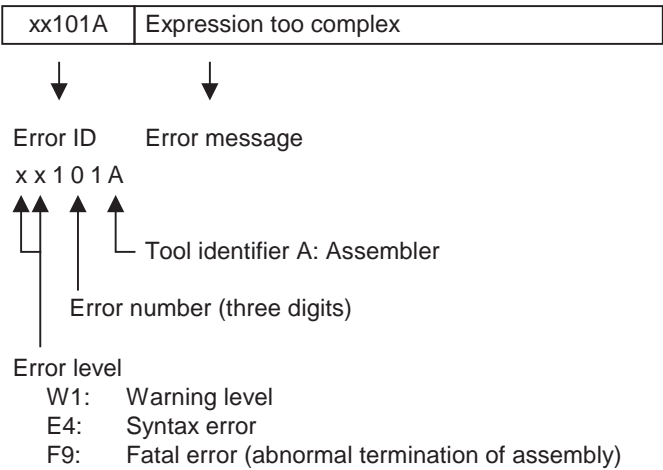 xx101A Expression too complex
Error ID Error message
x x 1 0 1 A
Tool identifier A: Assembler
Error number (three digits)
Error level
W1: Warning level
E4: Syntax error
F9: Fatal error (abnormal termination of assembly)